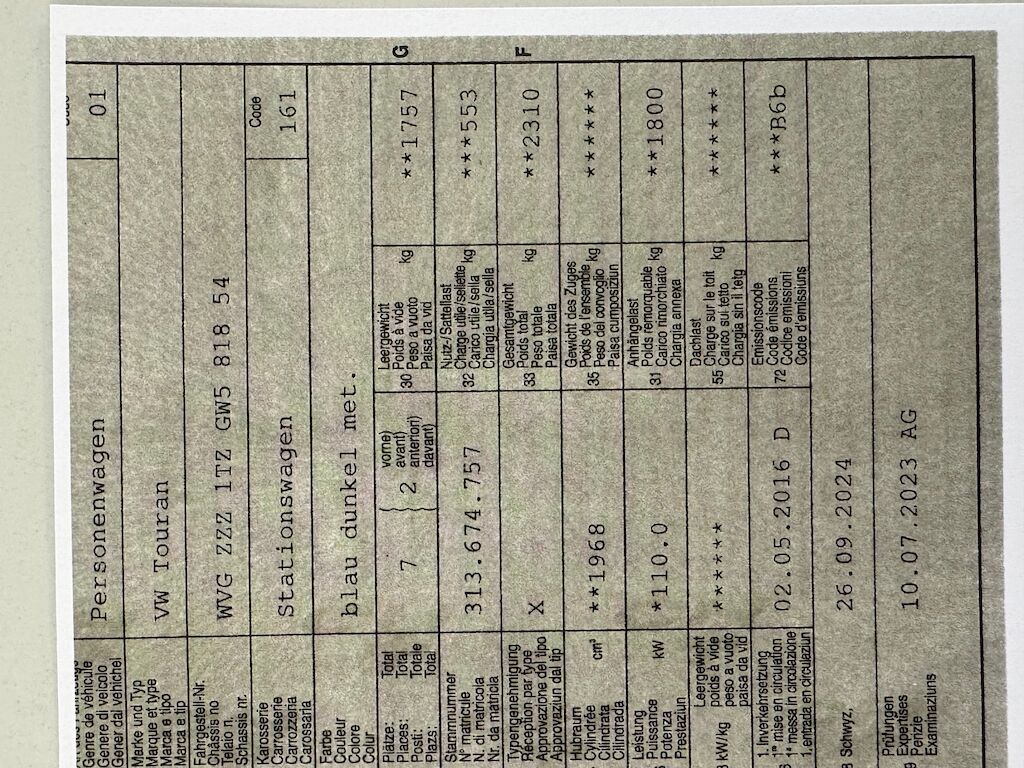 Genre de véhicule
Genere di veicolo
Gener dal vehichel
Personenwagen
01
Marke und Typ
Marque et type
Marca e tipo
Marca e tip
VW Touran
Fahrgestell-Nr.
Châssis no
Telaio n.
Schassis nr.
WVG ZZZ 1TZ GW5 818 54
Karosserie
Carrosserie
Carrozzeria
Carossaria
Stationswagen
Code
161
Farbe
Couleur
Colore
Colur
blau dunkel met.
Plätze: Total
Places: Total
Posti: Totale
Plazs: Total
7
2
vorne)
avant)
anteriori)
davant)
30 Leergewicht
Poids à vide
Peso a vuoto
Paisa da vid
kg
**1757
G
Stammnummer
N° matricule
N. di matricola
Nr. da matricla
313.674.757
32 Nutz-/Sattellast
Charge utile/sellette
Carico utile/sella
Chargia utila/sella
kg
***553
Typengenehmigung
Réception par type
Approvazione del tipo
Approvaziun dal tip
X
33 Gesamtgewicht
Poids total
Peso totale
Paisa totala
kg
**2310
F
Hubraum
Cylindrée
Cilindrata
Cilindrada
cm³
**1968
35 Gewicht des Zuges
Poids de l'ensemble
Peso del convoglio
Paisa cumposiziun
kg
******
Leistung
Puissance
Potenza
Prestaziun
kW
*110.0
31 Anhängelast
Poids remorquable
Carico rimorchiato
Chargia annexa
kg
**1800
kW/kg
Leergewicht
poids à vide
peso a vuoto
paisa da vid
******
55 Dachlast
Charge sur le toit
Carico sul tetto
Chargia sin il tetg
kg
******
1. Inverkehrsetzung
1re mise en circulation
1a messa in circolazione
1. entrada en circulaziun
02.05.2016 D
72 Emissionscode
Code émissions
Codice emissioni
Code d'emissiuns
***B6b
Schwyz,
26.09.2024
Prüfungen
Expertises
Perizie
Examinaziuns
10.07.2023 AG